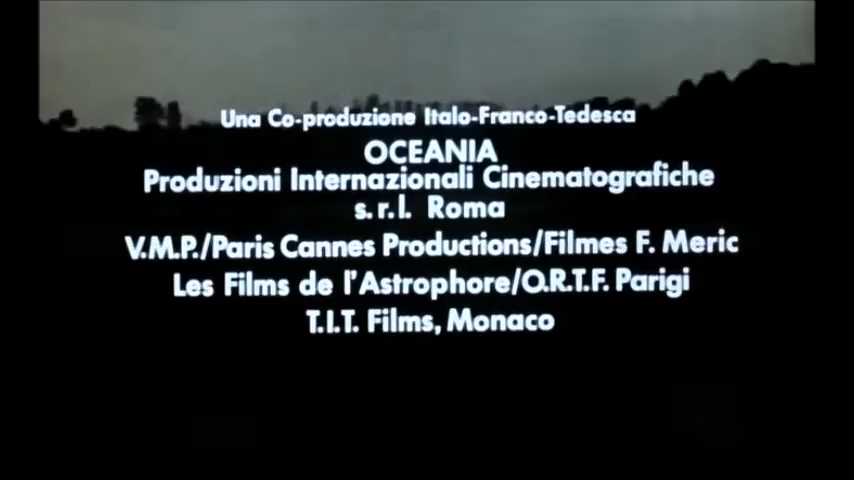 Una Co-produzione Italo-Franco-Tedesca
OCEANIA
Produzioni Internazionali Cinematografiche
s.r.l. Roma
V.M.P./Paris Cannes Productions/Filmes F. Meric
Les Films de l'Astrophore/O.R.T.F. Parigi
T.I.T. Films, Monaco